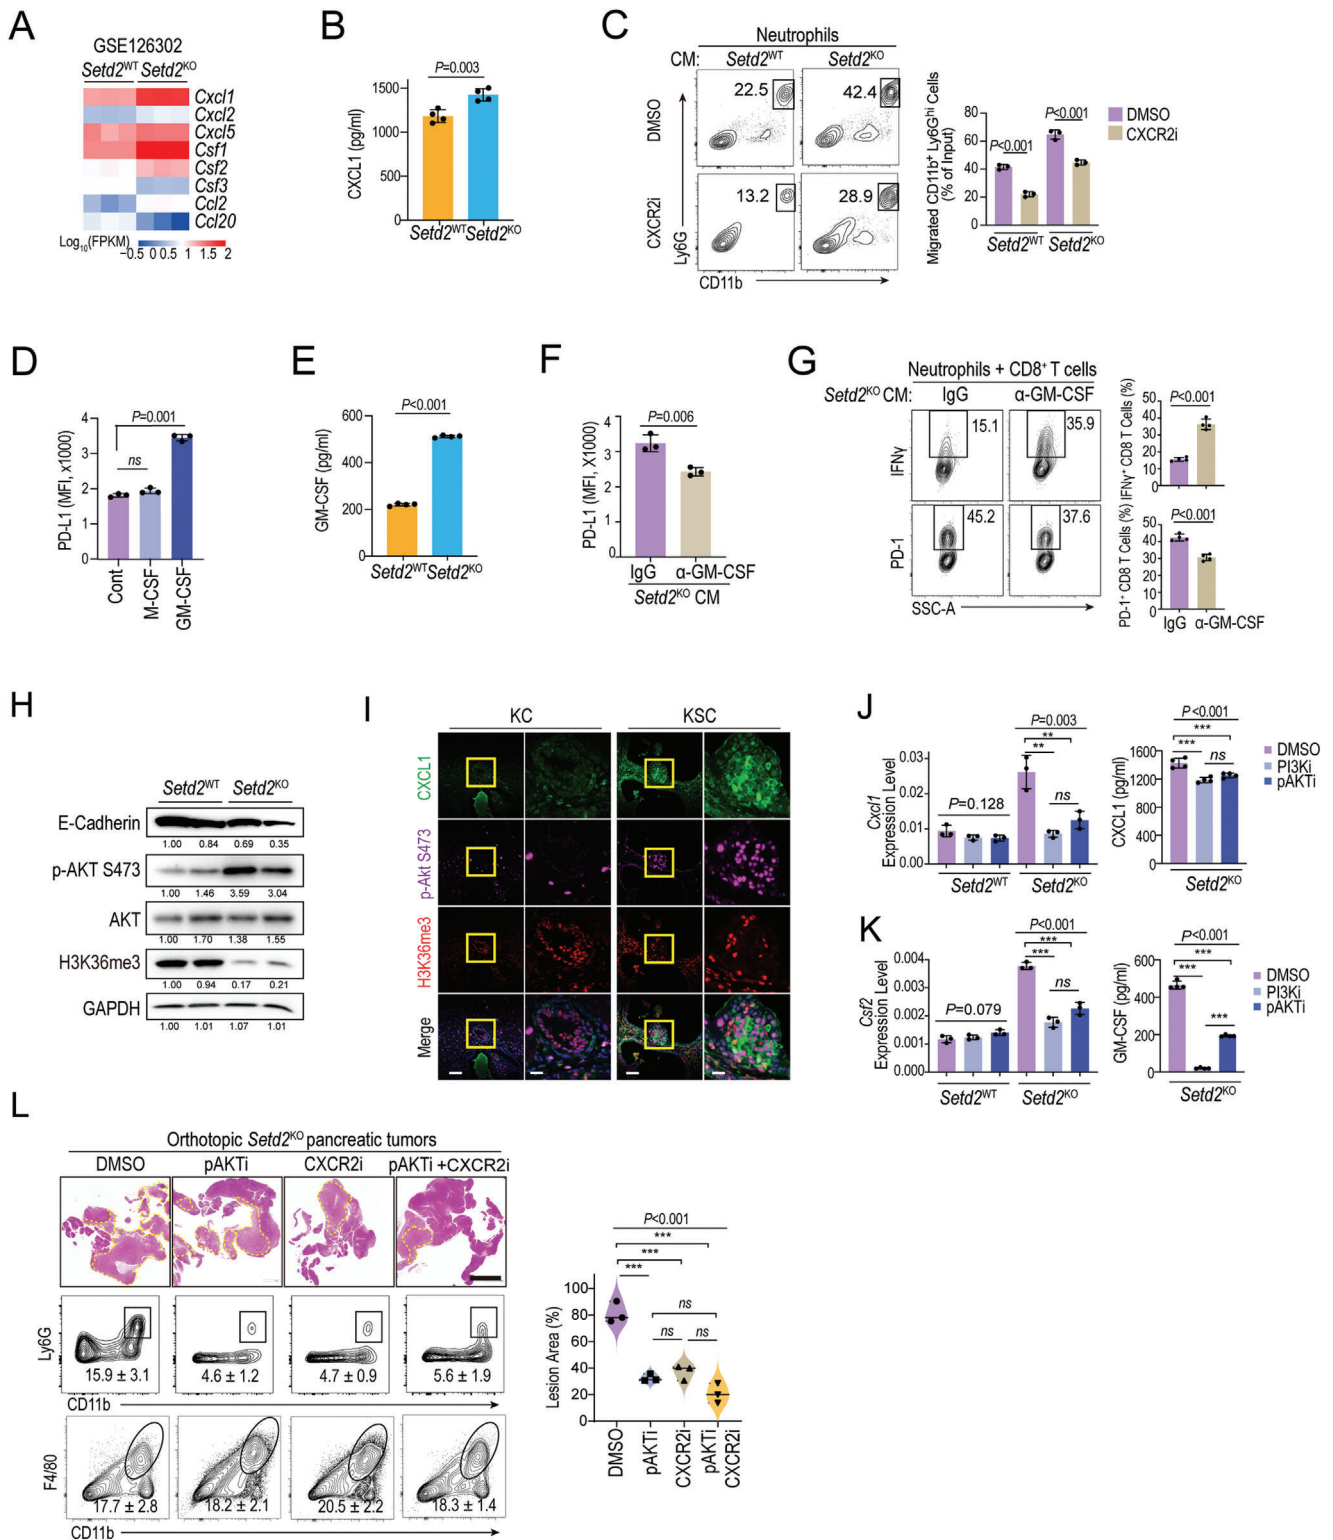 A
GSE126302
Setd2WT Setd2KO
Cxcl1
Cxcl2
Cxcl5
Csf1
Csf2
Csf3
Ccl2
Ccl20
Log10(FPKM)
−0.5 0 0.5 1 1.5 2
B
P=0.003
CXCL1 (pg/ml)
1500
1000
500
0
Setd2WT Setd2KO
C
Neutrophils
CM: Setd2WT Setd2KO
DMSO
22.5
42.4
CXCR2i
13.2
28.9
Ly6G
CD11b
Migrated CD11b+ Ly6Ghi Cells
(% of Input)
80
60
40
20
0
P<0.001
P<0.001
Setd2WT Setd2KO
DMSO
CXCR2i
D
P=0.001
ns
PD-L1 (MFI, x1000)
4
3
2
1
0
Cont
M-CSF
GM-CSF
E
P<0.001
GM-CSF (pg/ml)
600
400
200
0
Setd2WT Setd2KO
F
P=0.006
PD-L1 (MFI, X1000)
4
3
2
1
0
IgG α-GM-CSF
Setd2KO CM
G
Neutrophils + CD8+ T cells
Setd2KO CM: IgG α-GM-CSF
IFNγ
15.1
35.9
PD-1
45.2
37.6
SSC-A
IFNγ+ CD8 T Cells (%)
50
40
30
20
10
0
P<0.001
PD-1+ CD8 T Cells (%)
50
40
30
20
10
0
P<0.001
IgG α-GM-CSF
H
Setd2WT Setd2KO
E-Cadherin
1.00 0.84 0.69 0.35
p-AKT S473
1.00 1.46 3.59 3.04
AKT
1.00 1.70 1.38 1.55
H3K36me3
1.00 0.94 0.17 0.21
GAPDH
1.00 1.01 1.07 1.01
I
KC KSC
CXCL1
p-Akt S473
H3K36me3
Merge
J
Cxcl1
Expression Level
0.03
0.02
0.01
0.00
P=0.128
P=0.003
**
**
ns
Setd2WT Setd2KO
CXCL1 (pg/ml)
1600
1200
800
400
0
P<0.001
***
***
ns
Setd2KO
DMSO
PI3Ki
pAKTi
K
Csf2
Expression Level
0.004
0.003
0.002
0.001
0.000
P=0.079
P<0.001
***
***
ns
Setd2WT Setd2KO
GM-CSF (pg/ml)
600
400
200
0
P<0.001
***
***
***
Setd2KO
DMSO
PI3Ki
pAKTi
L
Orthotopic Setd2KO pancreatic tumors
DMSO pAKTi CXCR2i pAKTi +CXCR2i
Ly6G
15.9 ± 3.1 4.6 ± 1.2 4.7 ± 0.9 5.6 ± 1.9
CD11b
F4/80
17.7 ± 2.8 18.2 ± 2.1 20.5 ± 2.2 18.3 ± 1.4
CD11b
P<0.001
***
***
***
ns
ns ns
Lesion Area (%)
100
80
60
40
20
0
DMSO
pAKTi
CXCR2i
pAKTi
CXCR2i